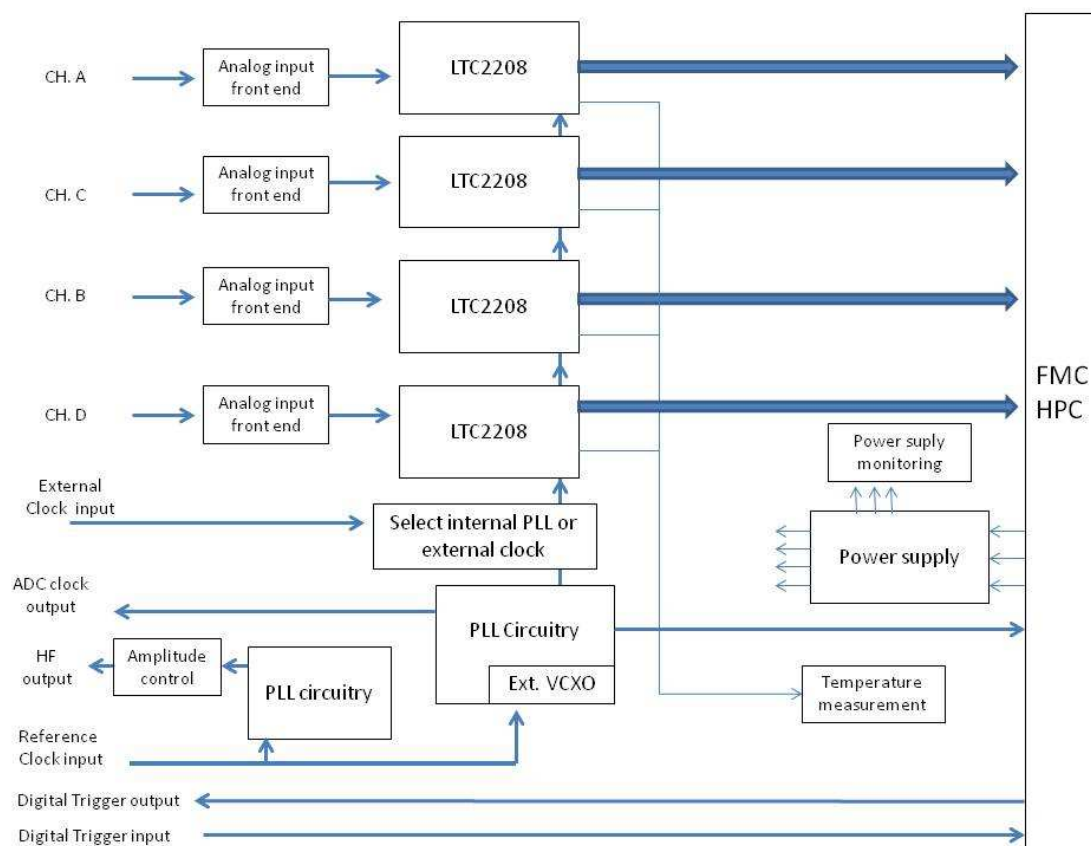 CH. A
Analog input
front end
LTC2208
CH. C
Analog input
front end
LTC2208
CH. B
Analog input
front end
LTC2208
CH. D
Analog input
front end
LTC2208
FMC
HPC
Power suply
monitoring
External
Clock input
Select internal PLL or
external clock
Power supply
ADC clock
output
PLL Circuitry
Ext. VCXO
HF
output
Amplitude
control
PLL circuitry
Temperature
measurement
Reference
Clock input
Digital Trigger output
Digital Trigger input